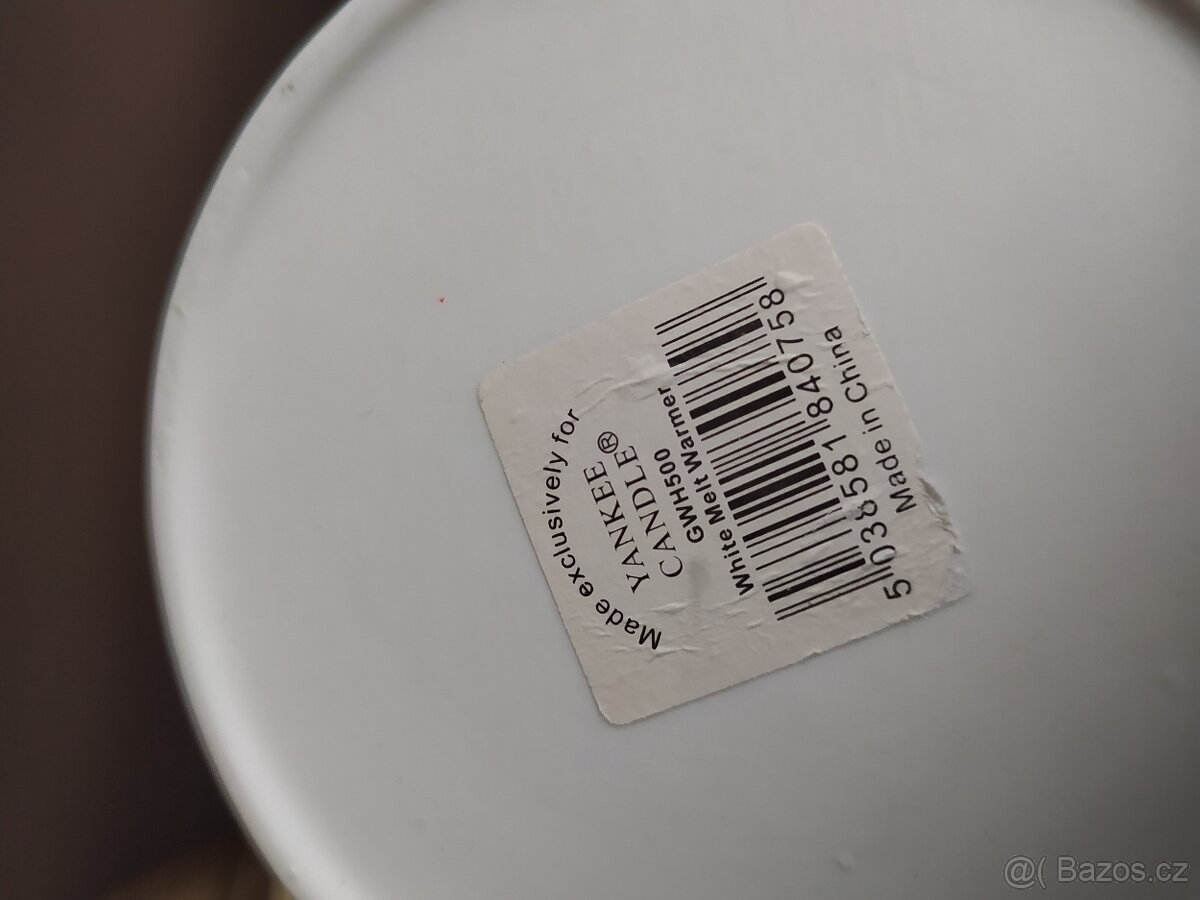 Made exclusively for
YANKEE
CANDLE®
GWH500
White Melt Warmer
5 038581 840758
Made in China
@( Bazos.cz